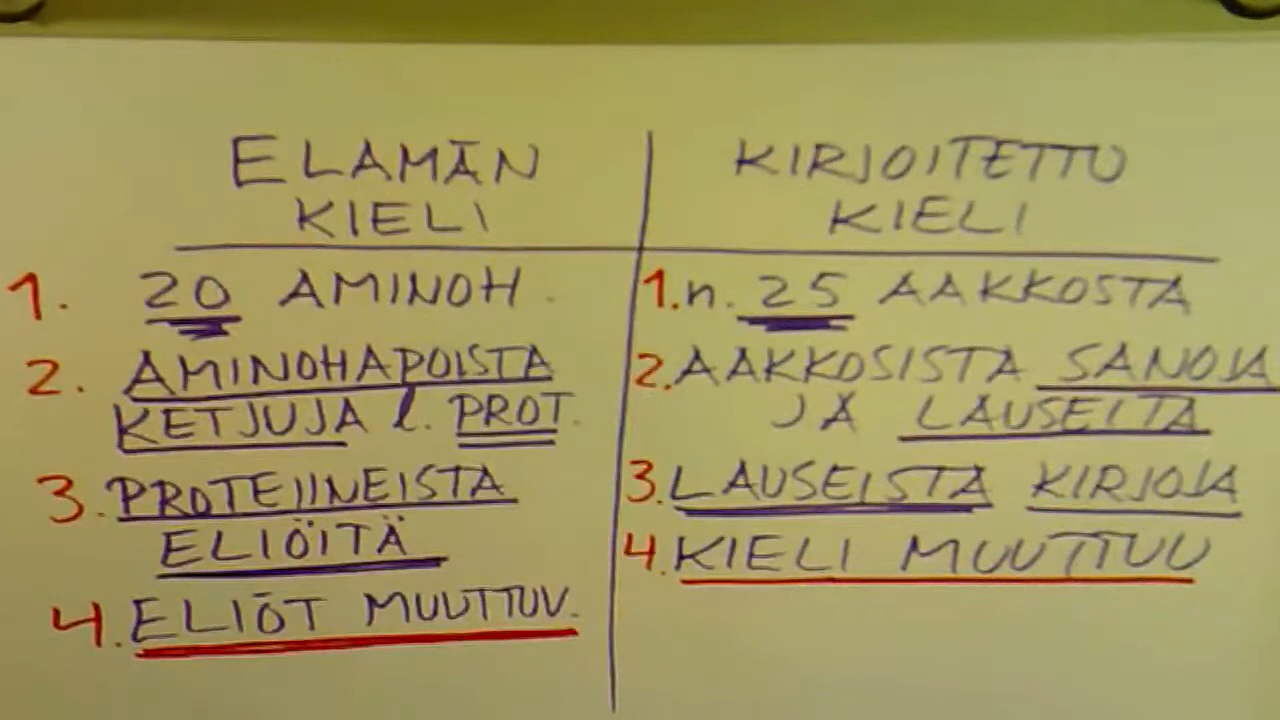 ELÄMÄN
KIELI
1. 20 AMINOH.
2. AMINOHAPOISTA
KETJUJA l. PROT.
3. PROTEIINEISTA
ELIÖITÄ
4. ELIÖT MUUTTUV.
KIRJOITETTU
KIELI
1. n. 25 AAKKOSTA
2. AAKKOSISTA SANOJA
JA LAUSEITA
3. LAUSEISTA KIRJOJA
4. KIELI MUUTTUU